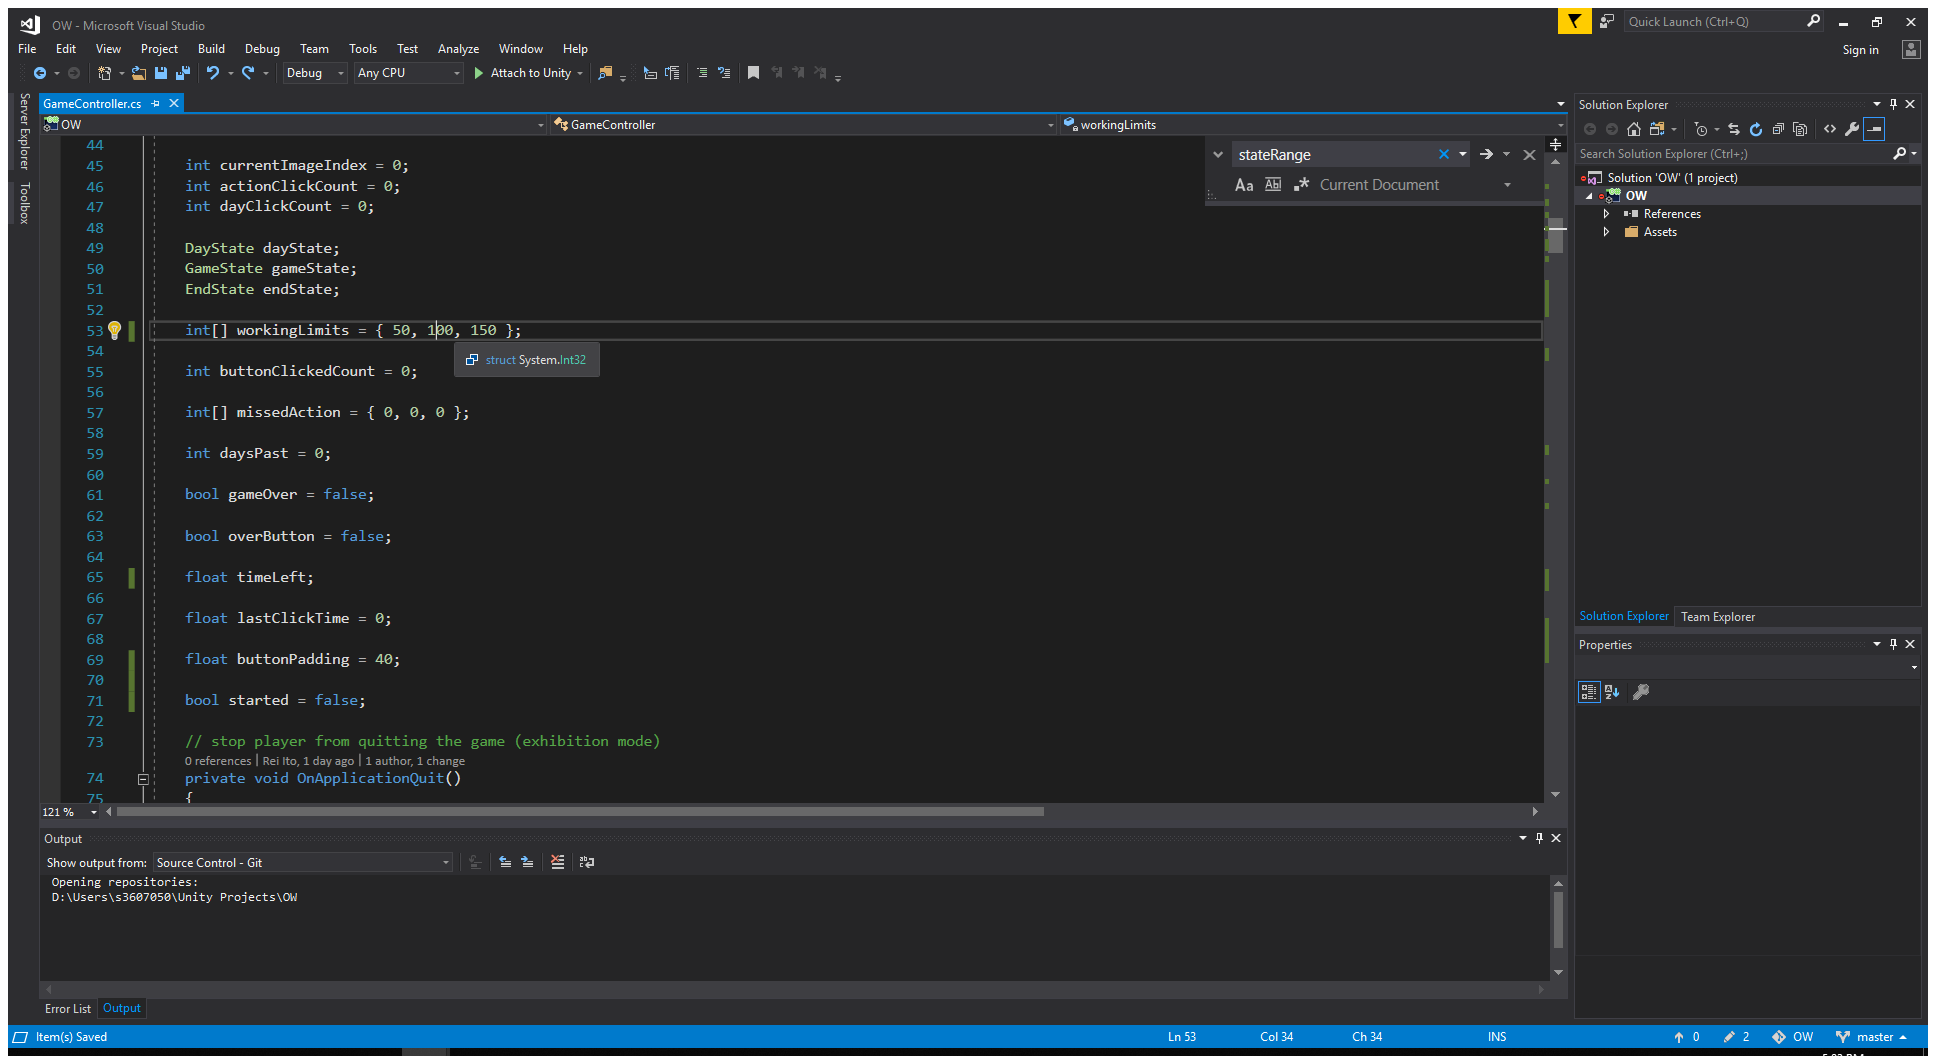 OW - Microsoft Visual Studio
Quick Launch (Ctrl+Q)
File Edit View Project Build Debug Team Tools Test Analyze Window Help
Sign in
Debug Any CPU Attach to Unity
Server Explorer
Toolbox
GameController.cs
OW GameController workingLimits
stateRange
Aa Abl Current Document
44
45 int currentImageIndex = 0;
46 int actionClickCount = 0;
47 int dayClickCount = 0;
48
49 DayState dayState;
50 GameState gameState;
51 EndState endState;
52
53 int[] workingLimits = { 50, 100, 150 };
struct System.Int32
54
55 int buttonClickedCount = 0;
56
57 int[] missedAction = { 0, 0, 0 };
58
59 int daysPast = 0;
60
61 bool gameOver = false;
62
63 bool overButton = false;
64
65 float timeLeft;
66
67 float lastClickTime = 0;
68
69 float buttonPadding = 40;
70
71 bool started = false;
72
73 // stop player from quitting the game (exhibition mode)
0 references | Rei Ito, 1 day ago | 1 author, 1 change
74 private void OnApplicationQuit()
75 {
121 %
Output
Show output from: Source Control - Git
Opening repositories:
D:\Users\s3607050\Unity Projects\OW
Error List Output
Solution Explorer
Search Solution Explorer (Ctrl+;)
Solution 'OW' (1 project)
OW
References
Assets
Solution Explorer Team Explorer
Properties
Item(s) Saved Ln 53 Col 34 Ch 34 INS 0 2 OW master